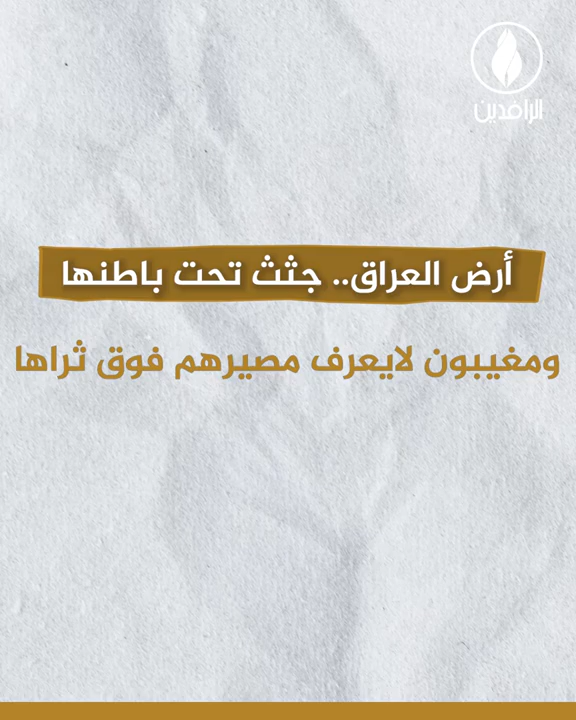 الرافدين
أرض العراق.. جثث تحت باطنها
ومغيبون لايعرف مصيرهم فوق ثراها